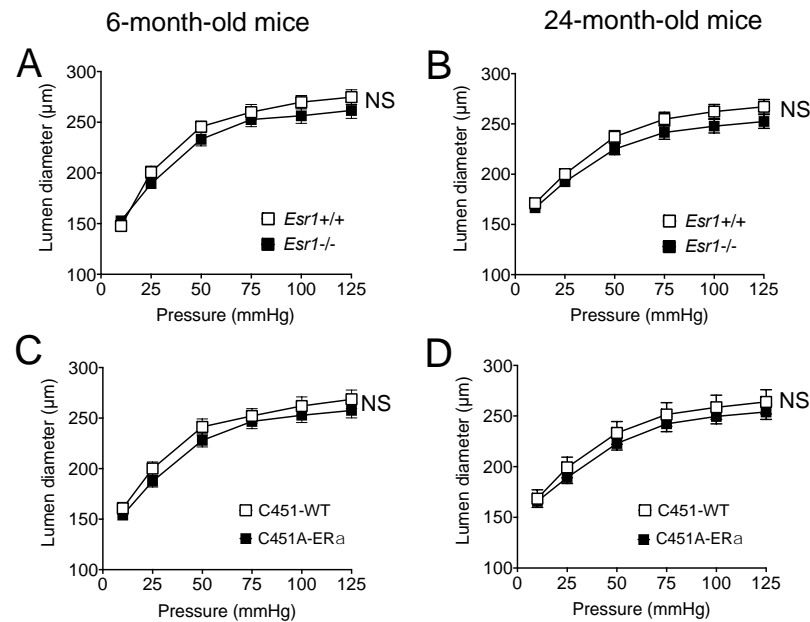 6-month-old mice
24-month-old mice
A
300
250
200
150
100
0
25
50
75
100
125
Lumen diameter (µm)
Pressure (mmHg)
NS
Esr1+/+
Esr1-/-
B
300
250
200
150
100
0
25
50
75
100
125
Lumen diameter (µm)
Pressure (mmHg)
NS
Esr1+/+
Esr1-/-
C
300
250
200
150
100
0
25
50
75
100
125
Lumen diameter (µm)
Pressure (mmHg)
NS
C451-WT
C451A-ERa
D
300
250
200
150
100
0
25
50
75
100
125
Lumen diameter (µm)
Pressure (mmHg)
NS
C451-WT
C451A-ERa